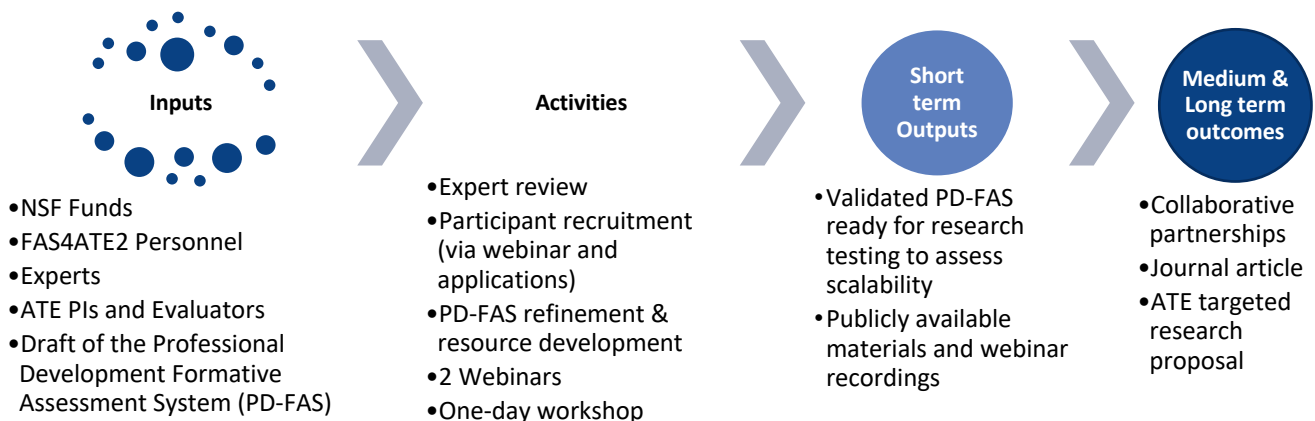 Inputs
•NSF Funds
•FAS4ATE2 Personnel
•Experts
•ATE PIs and Evaluators
•Draft of the Professional
Development Formative
Assessment System (PD-FAS)
Activities
•Expert review
•Participant recruitment
(via webinar and
applications)
•PD-FAS refinement &
resource development
•2 Webinars
•One-day workshop
Short
term
Outputs
•Validated PD-FAS
ready for research
testing to assess
scalability
•Publicly available
materials and webinar
recordings
Medium &
Long term
outcomes
•Collaborative
partnerships
•Journal article
•ATE targeted
research
proposal